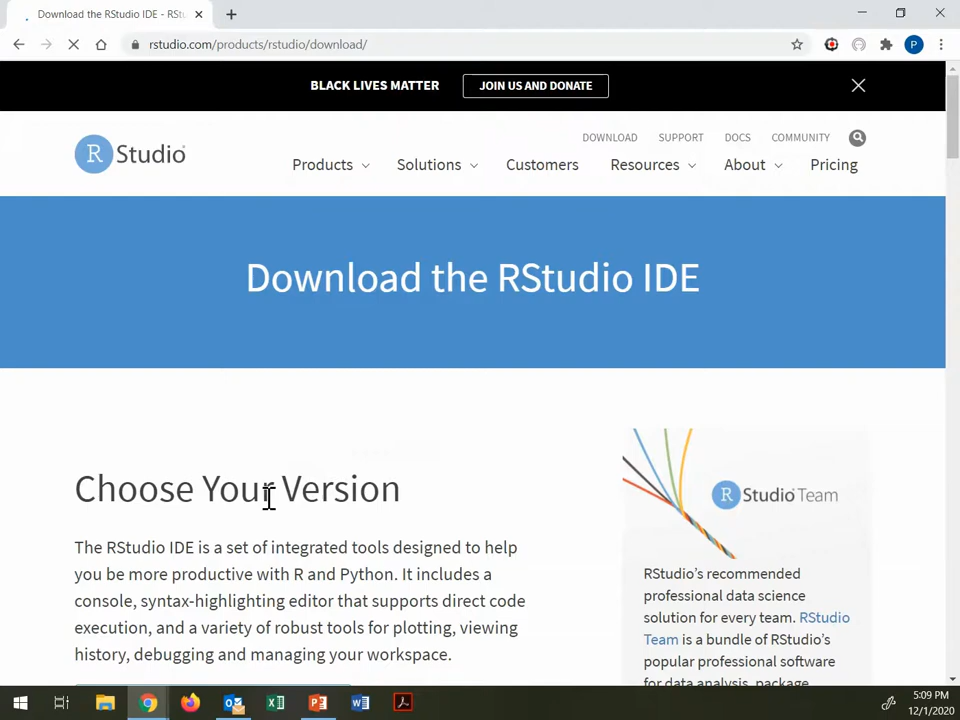 Download the RStudio IDE - RStu
rstudio.com/products/rstudio/download/
P
BLACK LIVES MATTER
JOIN US AND DONATE
DOWNLOAD
SUPPORT
DOCS
COMMUNITY
R Studio
Products
Solutions
Customers
Resources
About
Pricing
Download the RStudio IDE
Choose Your Version
The RStudio IDE is a set of integrated tools designed to help
you be more productive with R and Python. It includes a
console, syntax-highlighting editor that supports direct code
execution, and a variety of robust tools for plotting, viewing
history, debugging and managing your workspace.
R Studio Team
RStudio's recommended
professional data science
solution for every team. RStudio
Team is a bundle of RStudio's
popular professional software
for data analysis, package
5:09 PM
12/1/2020